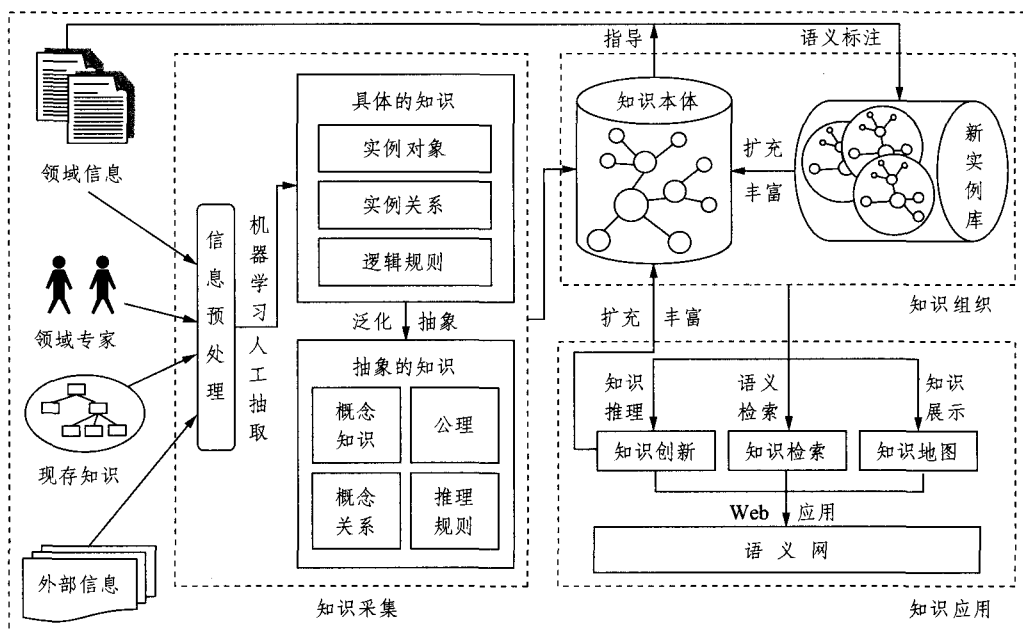 领域信息
领域专家
现存知识
外部信息
信息预处理
机器学习
人工抽取
具体的知识
实例对象
实例关系
逻辑规则
泛化 抽象
抽象的知识
概念
知识
公理
概念
关系
推理
规则
知识采集
指导
语义标注
知识本体
扩充
丰富
新实例库
知识组织
扩充 丰富
知识
推理
语义
检索
知识
展示
知识创新
知识检索
知识地图
Web 应用
语义网
知识应用